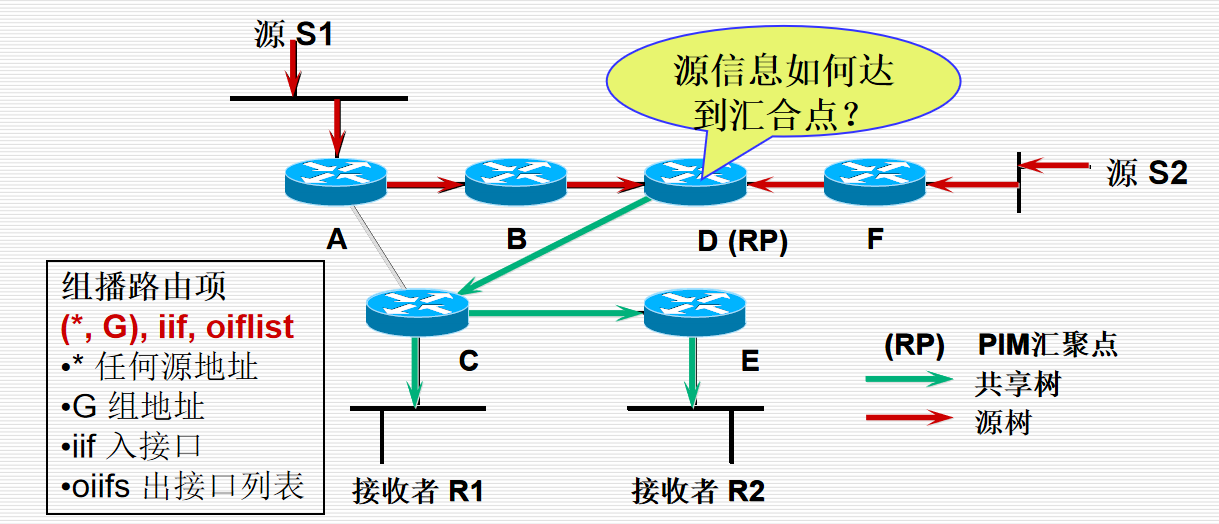 源 S1
源信息如何达
到汇合点？
源 S2
A
B
D (RP)
F
组播路由项
(*, G), iif, oiflist
•* 任何源地址
•G 组地址
•iif 入接口
•oiifs 出接口列表
C
E
(RP) PIM汇聚点
共享树
源树
接收者 R1
接收者 R2